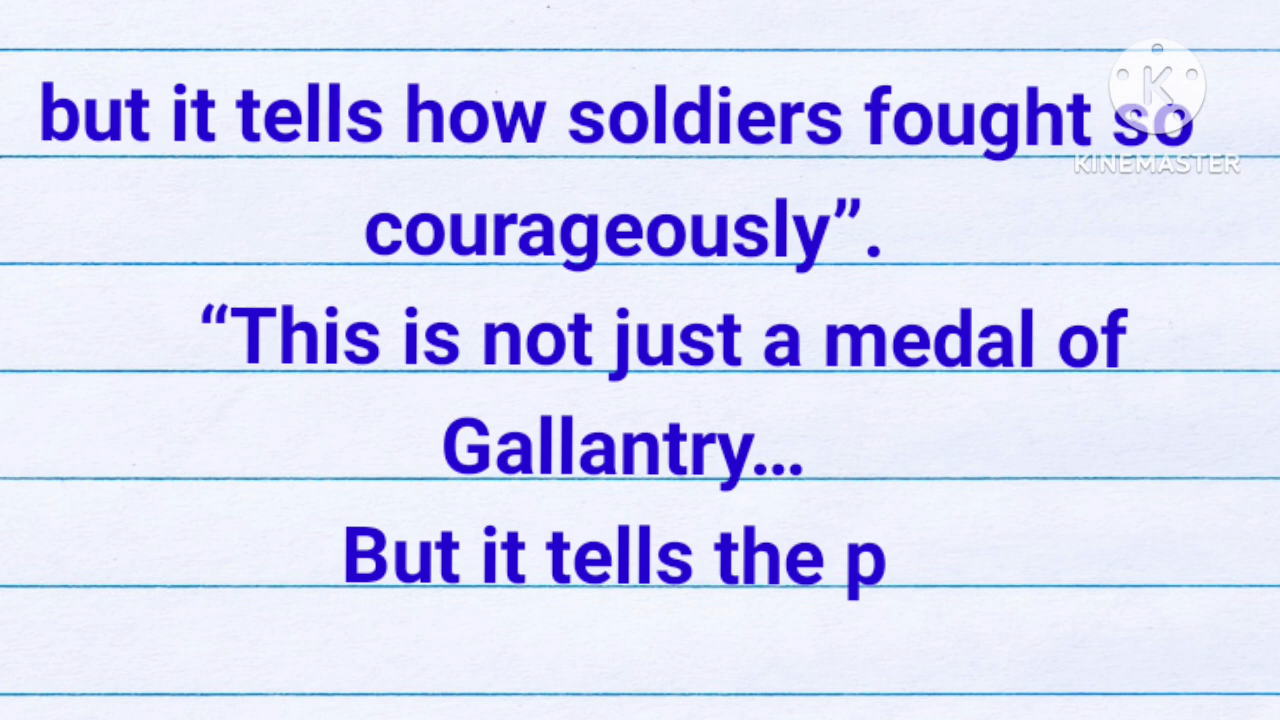 but it tells how soldiers fought so
courageously”.
“This is not just a medal of
Gallantry...
But it tells the p
K
KINEMASTER